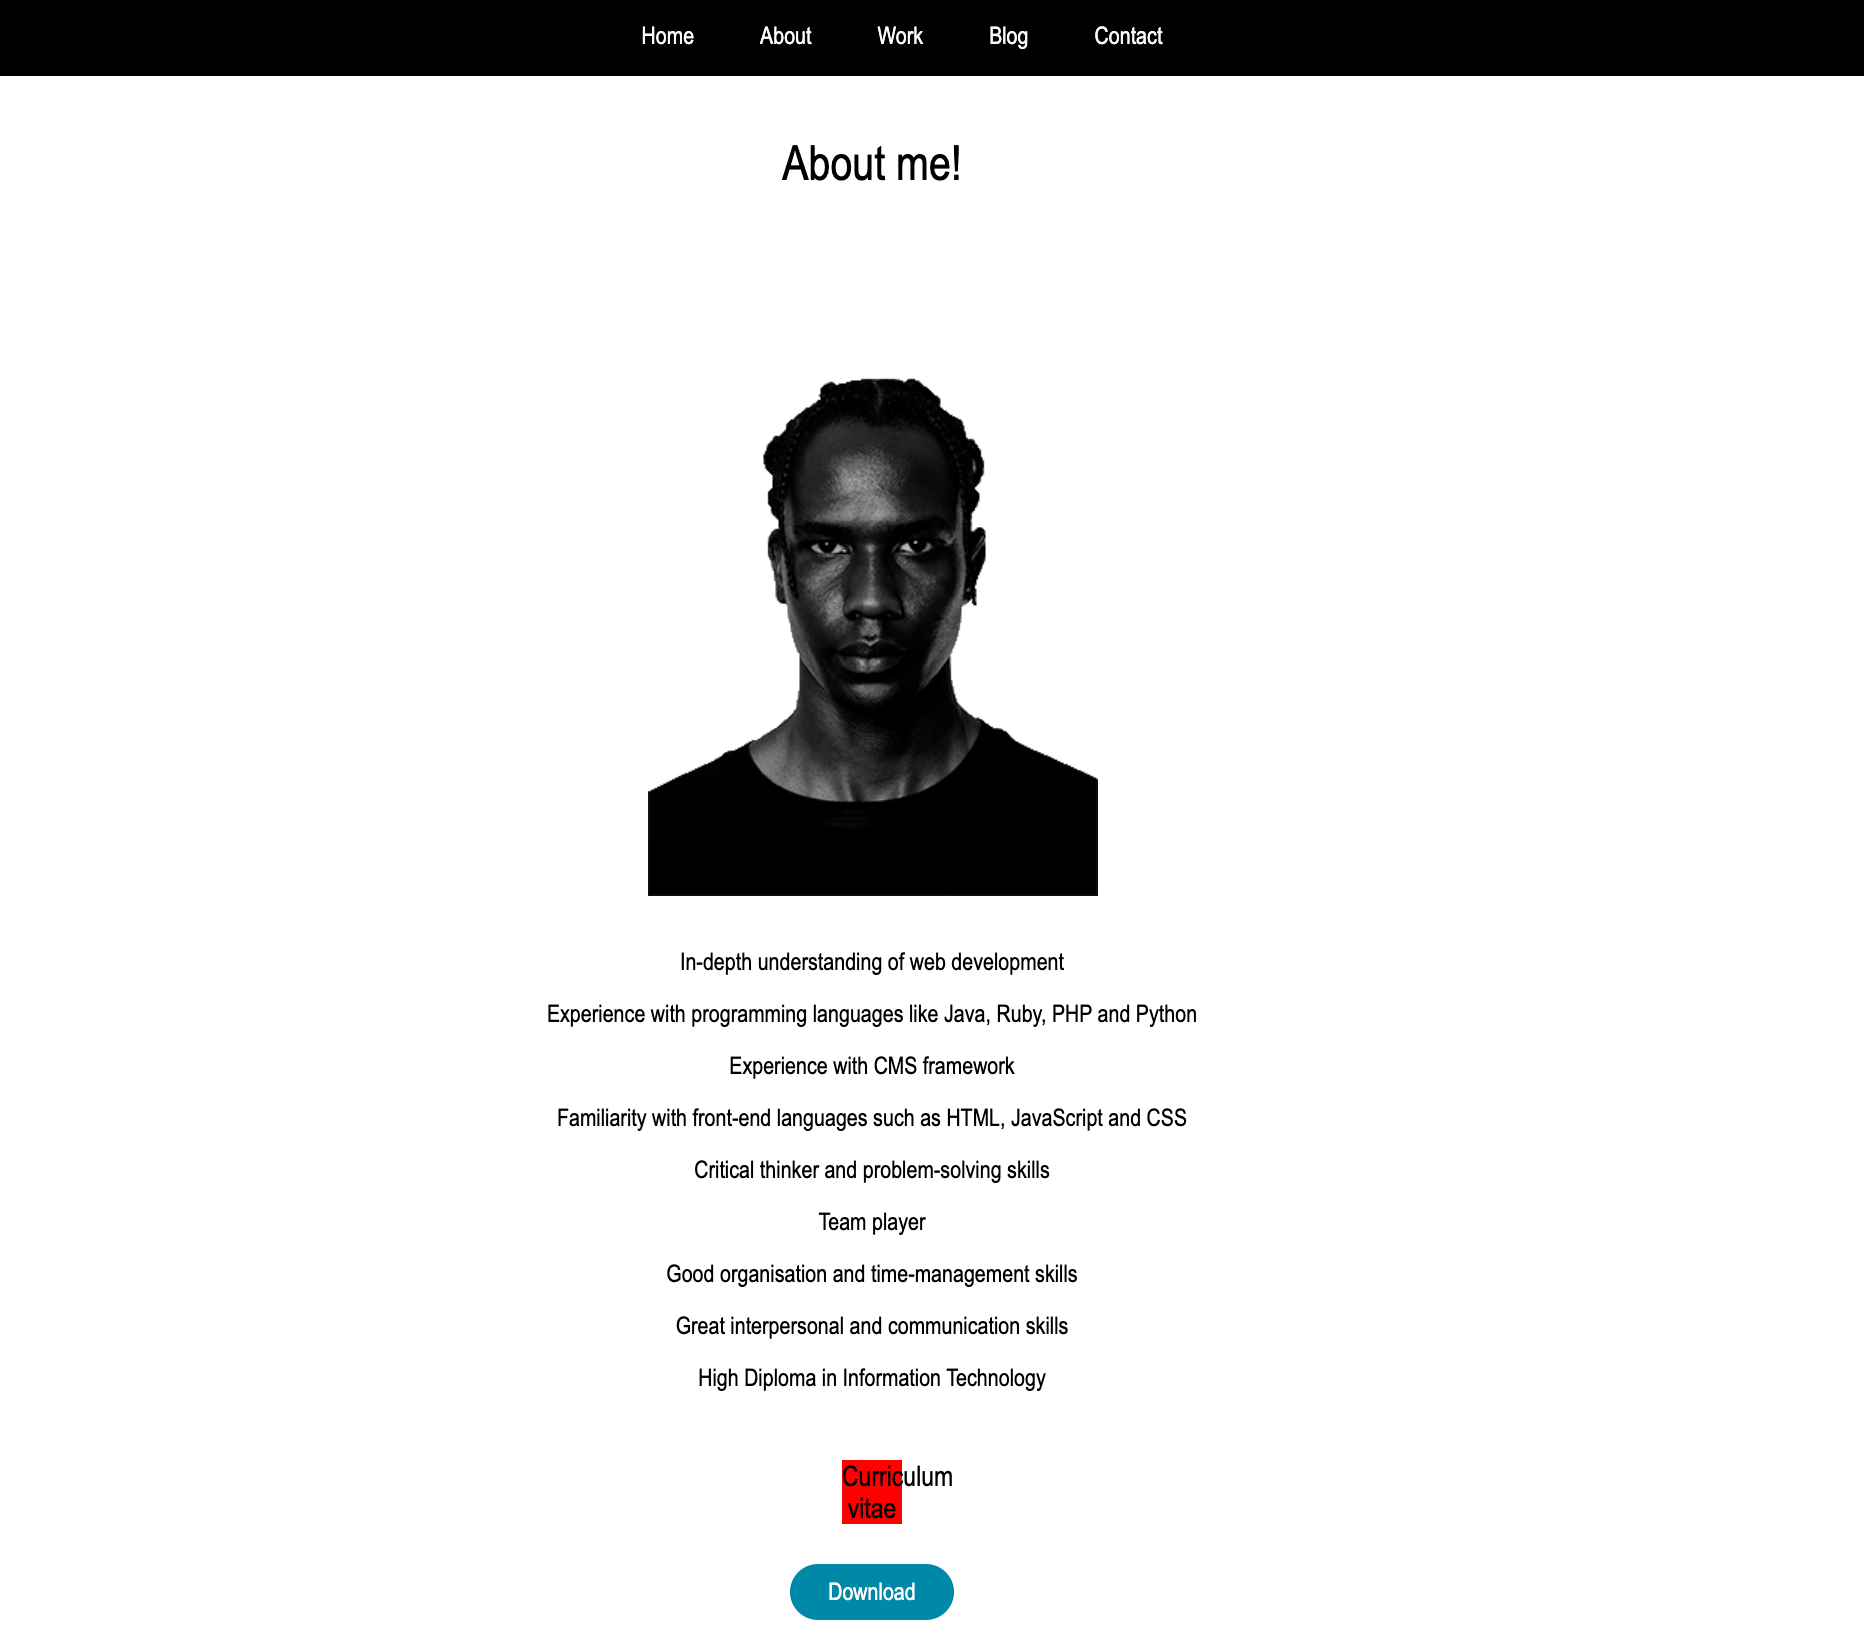 Home About Work Blog Contact
About me!
In-depth understanding of web development
Experience with programming languages like Java, Ruby, PHP and Python
Experience with CMS framework
Familiarity with front-end languages such as HTML, JavaScript and CSS
Critical thinker and problem-solving skills
Team player
Good organisation and time-management skills
Great interpersonal and communication skills
High Diploma in Information Technology
Curriculum
vitae
Download